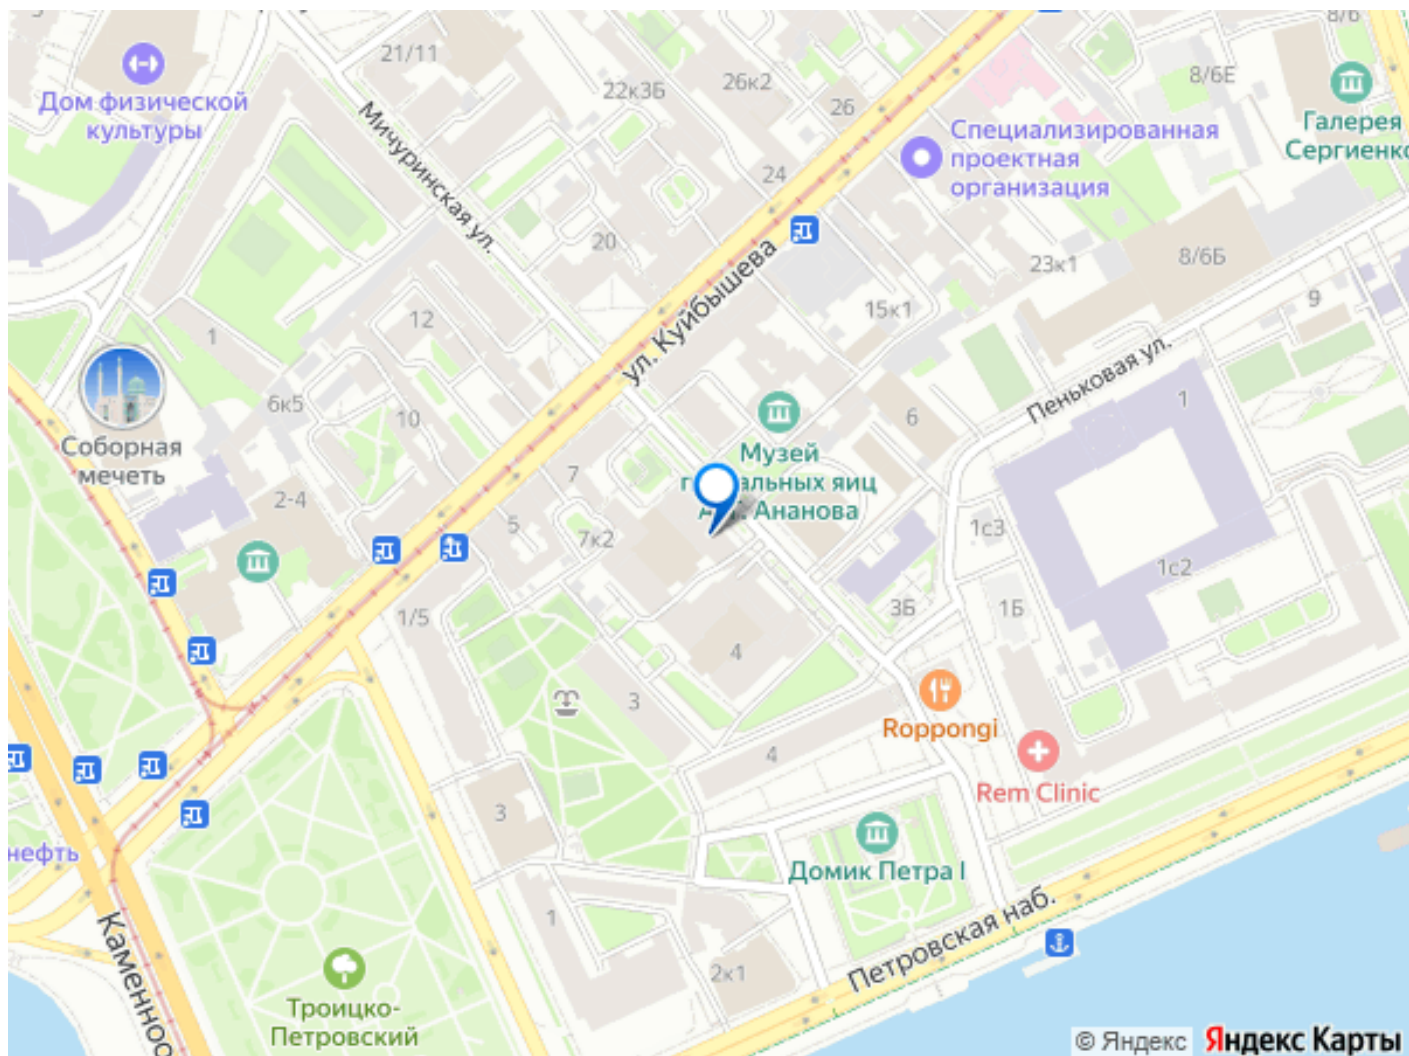 21/11
8/6
Дом физической
культуры
22к3Б
26к2
26
8/6Е
Галерея
Сергиенко
Специализированная
проектная
организация
Мичуринская ул.
24
20
23к1
8/6Б
ул. Куйбышева
15к1
9
1
12
Пеньковая ул.
6к5
10
6
1
Соборная
мечеть
Музей
альных яиц
Ананова
7
2-4
5
7к2
1с3
1с2
1/5
3Б
1Б
4
3
Roppongi
4
Rem Clinic
3
нефть
Домик Петра I
1
Каменноо
Петровская наб.
2к1
Троицко-
Петровский
© Яндекс Яндекс Карты